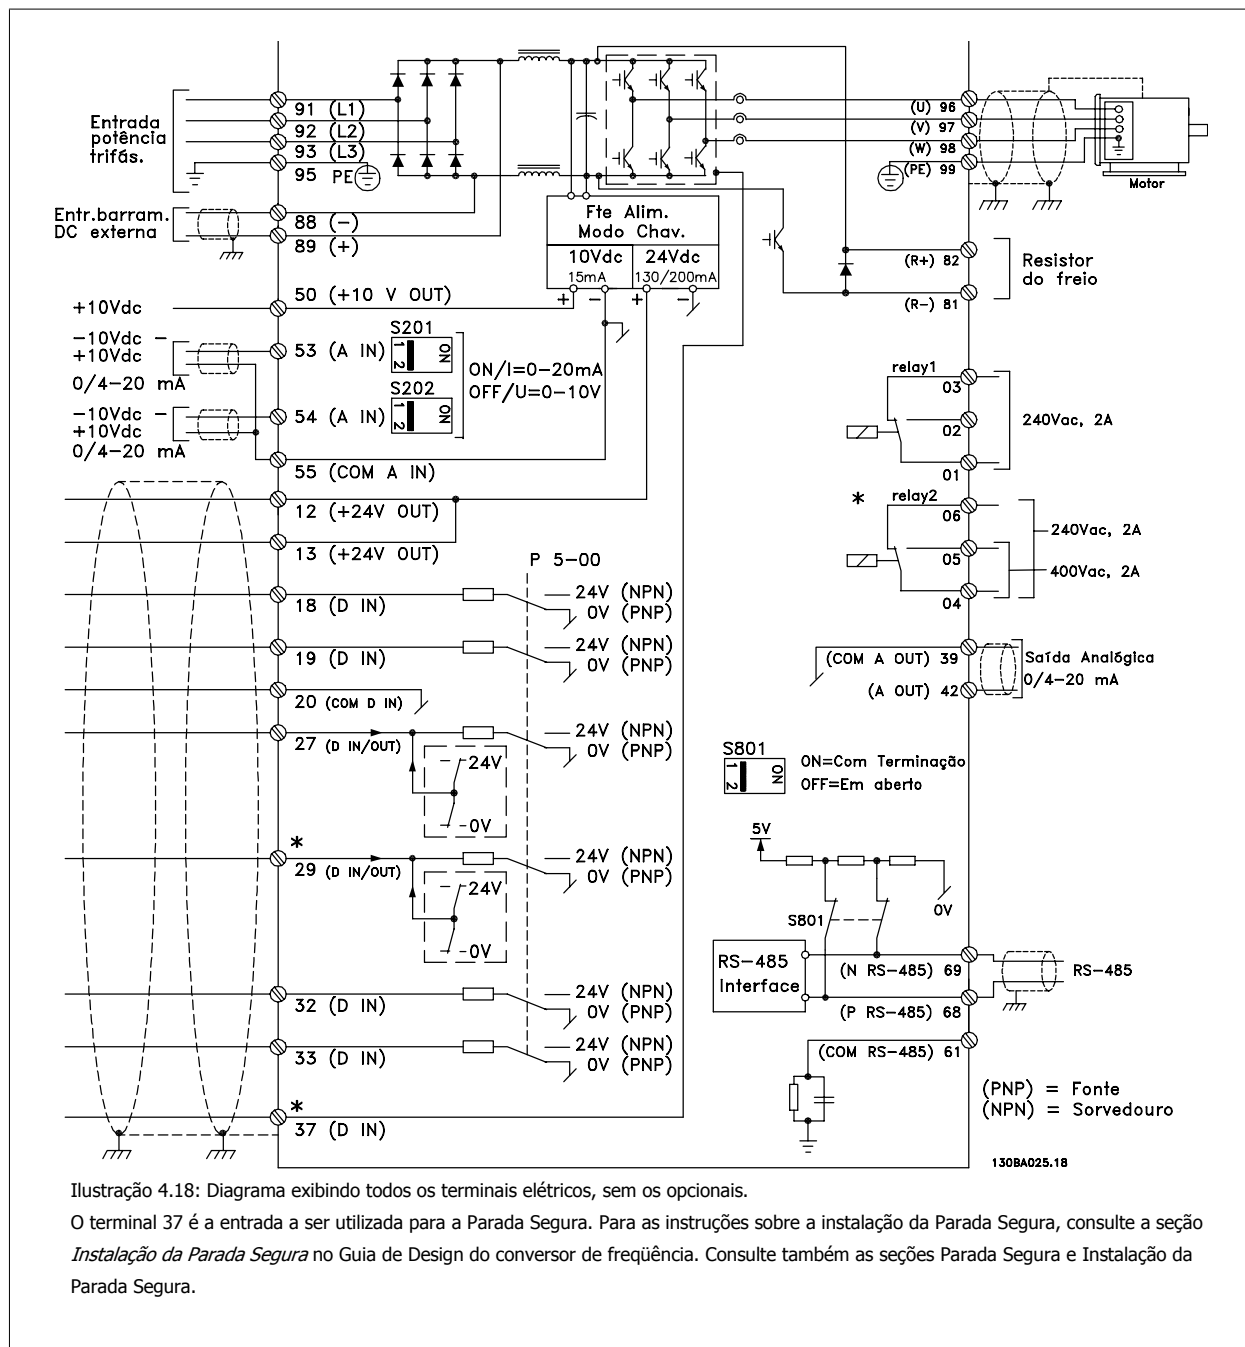 Entrada
potência
trifás.
91 (L1)
92 (L2)
93 (L3)
95 PE
Entr.barram.
DC externa
88 (−)
89 (+)
Fte Alim.
Modo Chav.
10Vdc
15mA
24Vdc
130/200mA
+ − + −
(U) 96
(V) 97
(W) 98
(PE) 99
Motor
(R+) 82
(R−) 81
Resistor
do freio
+10Vdc
50 (+10 V OUT)
−10Vdc −
+10Vdc
0/4−20 mA
53 (A IN)
S201
1 2 ON
ON/I=0−20mA
OFF/U=0−10V
−10Vdc −
+10Vdc
0/4−20 mA
54 (A IN)
S202
1 2 ON
55 (COM A IN)
12 (+24V OUT)
13 (+24V OUT)
relay1
03
02
01
240Vac, 2A
*
relay2
06
05
04
240Vac, 2A
400Vac, 2A
P 5-00
18 (D IN)
24V (NPN)
0V (PNP)
19 (D IN)
24V (NPN)
0V (PNP)
20 (COM D IN)
27 (D IN/OUT)
24V (NPN)
0V (PNP)
24V
0V
*
29 (D IN/OUT)
24V (NPN)
0V (PNP)
24V
0V
32 (D IN)
24V (NPN)
0V (PNP)
33 (D IN)
24V (NPN)
0V (PNP)
*
37 (D IN)
(COM A OUT) 39
(A OUT) 42
Saída Analógica
0/4−20 mA
S801
1 2 ON
ON=Com Terminação
OFF=Em aberto
5V
0V
S801
RS−485
Interface
(N RS−485) 69
(P RS−485) 68
RS−485
(COM RS−485) 61
(PNP) = Fonte
(NPN) = Sorvedouro
130BA025.18
Ilustração 4.18: Diagrama exibindo todos os terminais elétricos, sem os opcionais.
O terminal 37 é a entrada a ser utilizada para a Parada Segura. Para as instruções sobre a instalação da Parada Segura, consulte a seção
Instalação da Parada Segura no Guia de Design do conversor de freqüência. Consulte também as seções Parada Segura e Instalação da
Parada Segura.